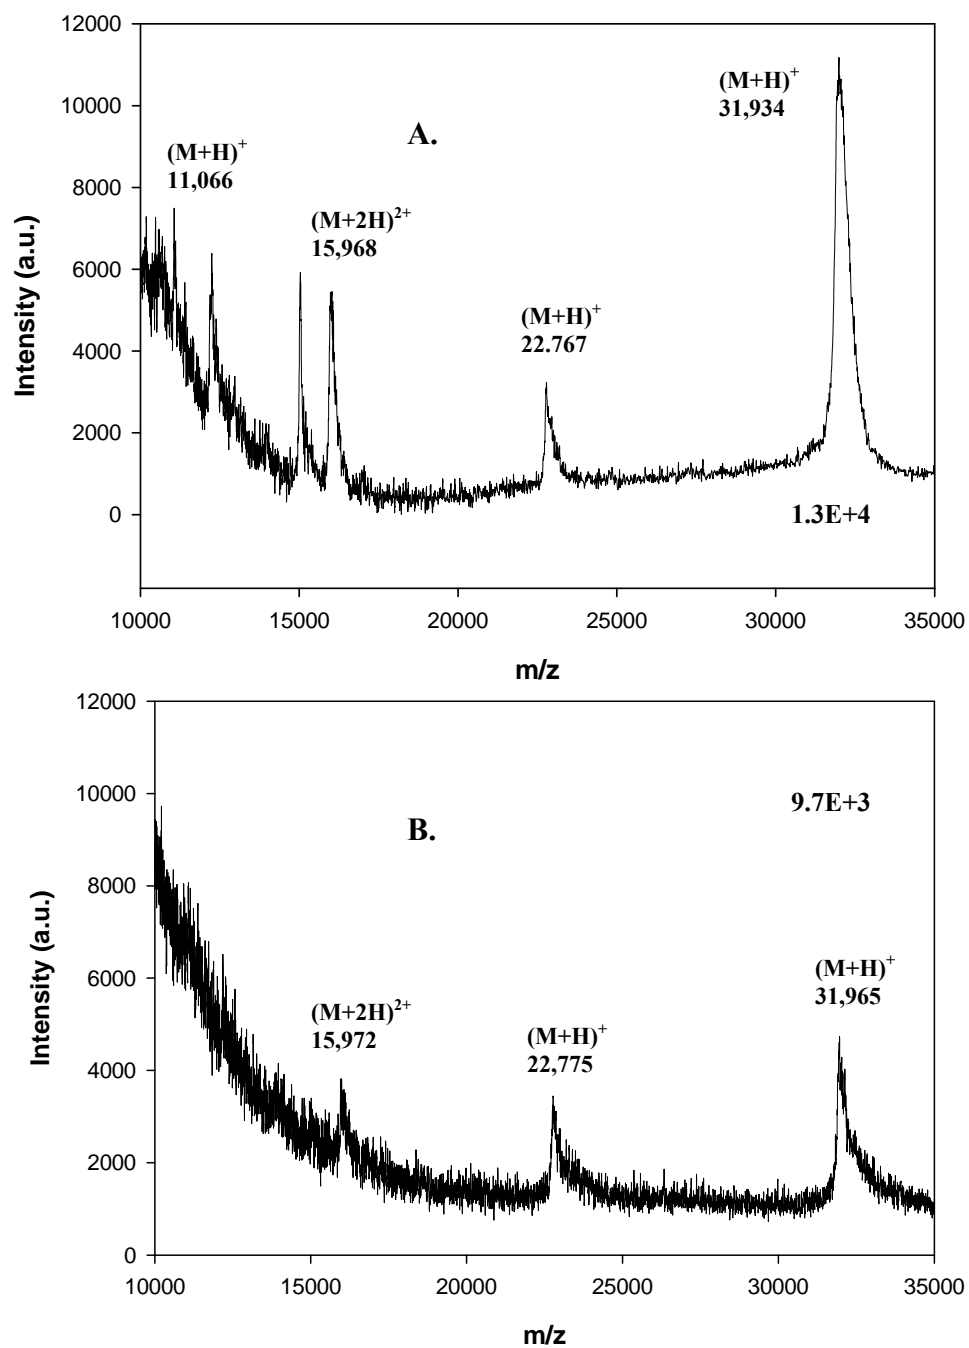 12000
10000
8000
6000
4000
2000
0
Intensity (a.u.)
(M+H)⁺
11,066
A.
(M+2H)²⁺
15,968
(M+H)⁺
22.767
(M+H)⁺
31,934
1.3E+4
10000 15000 20000 25000 30000 35000
m/z
12000
10000
8000
6000
4000
2000
0
Intensity (a.u.)
9.7E+3
B.
(M+2H)²⁺
15,972
(M+H)⁺
22,775
(M+H)⁺
31,965
10000 15000 20000 25000 30000 35000
m/z